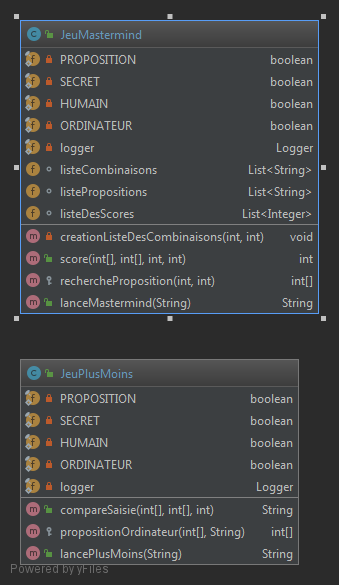 JeuMastermind
PROPOSITION boolean
SECRET boolean
HUMAIN boolean
ORDINATEUR boolean
logger Logger
listeCombinaisons List<String>
listePropositions List<String>
listeDesScores List<Integer>
creationListeDesCombinaisons(int, int) void
score(int[], int[], int, int) int
rechercheProposition(int, int) int[]
lanceMastermind(String) String
JeuPlusMoins
PROPOSITION boolean
SECRET boolean
HUMAIN boolean
ORDINATEUR boolean
logger Logger
compareSaisie(int[], int[], int) String
propositionOrdinateur(int[], String) int[]
lancePlusMoins(String) String
Powered by yFiles